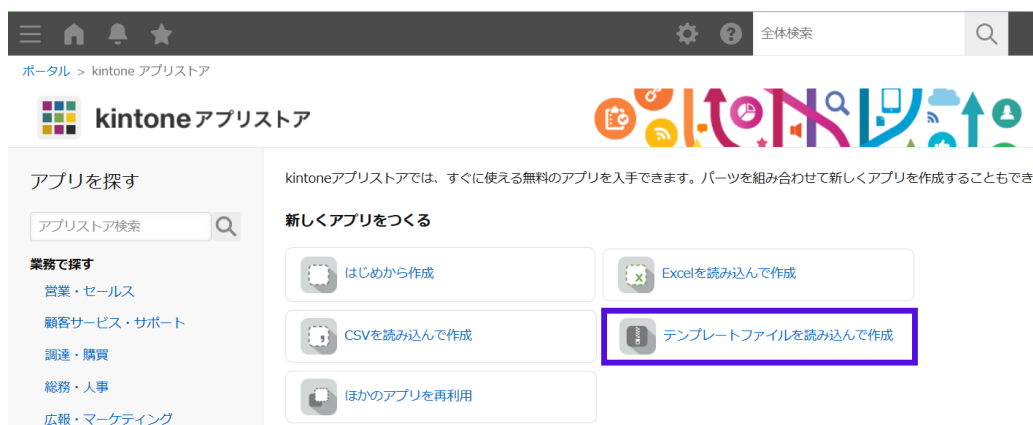 全体検索
ポータル > kintone アプリストア
kintoneアプリストア
アプリを探す
アプリストア検索
業務で探す
営業・セールス
顧客サービス・サポート
調達・購買
総務・人事
広報・マーケティング
kintoneアプリストアでは、すぐに使える無料のアプリを入手できます。パーツを組み合わせて新しくアプリを作成することもでき
新しくアプリをつくる
はじめから作成
Excelを読み込んで作成
CSVを読み込んで作成
テンプレートファイルを読み込んで作成
ほかのアプリを再利用